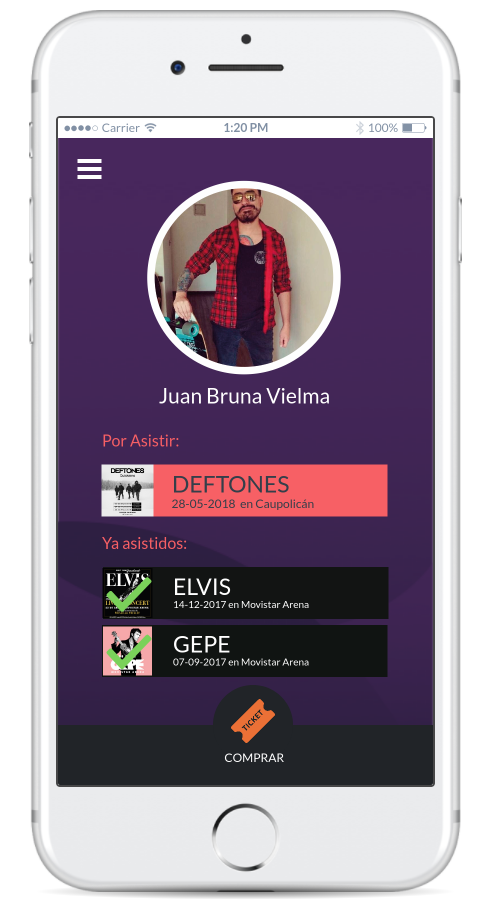 Carrier
1:20 PM
100%
Juan Bruna Vielma
Por Asistir:
DEFTONES
DEFTONES
28-05-2018 en Caupolicán
Ya asistidos:
ELVIS
ELVIS
14-12-2017 en Movistar Arena
GEPE
GEPE
07-09-2017 en Movistar Arena
TICKET
COMPRAR